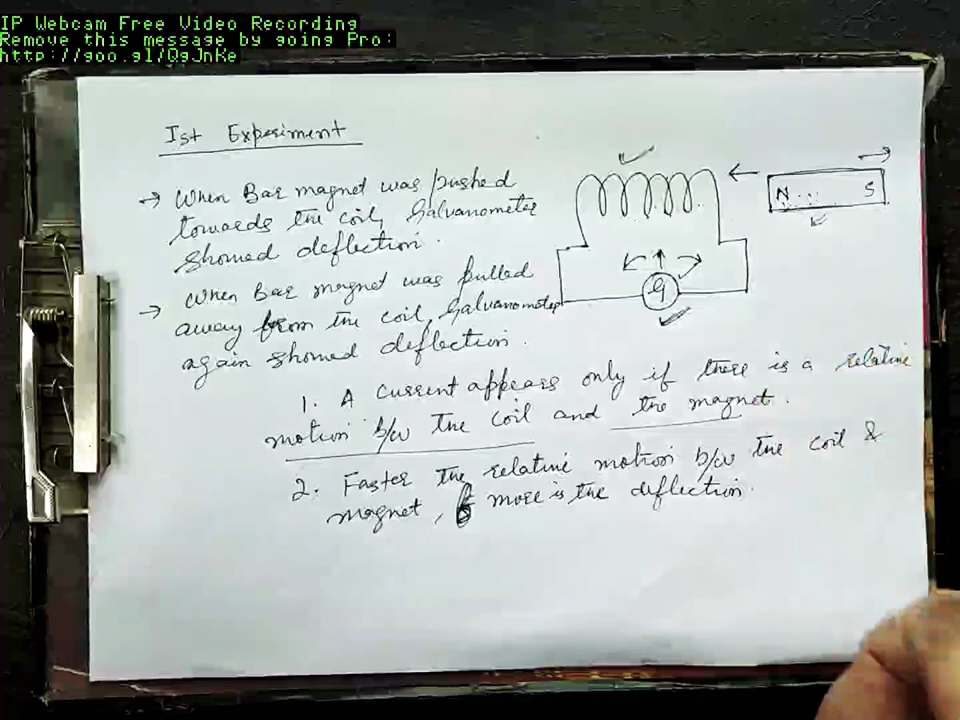 IP Webcam Free Video Recording
Remove this message by going Pro:
http://goo.gl/Q9JnKe
Ist Experiment
→ When Bar magnet was pushed
towards the coil, Galvanometer
showed deflection.
→ When Bar magnet was pulled
away from the coil, Galvanometer
again showed deflection.
N S
G
1. A current appears only if there is a relative
motion b/w the coil and the magnet.
2. Faster the relative motion b/w the coil &
magnet, more is the deflection.